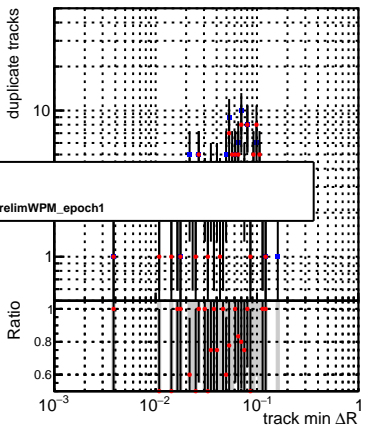 duplicate tracks
10
relimWPM_epoch1
1
Ratio
1
0.8
0.6
10⁻³ 10⁻² 10⁻¹ 1
track min ΔR